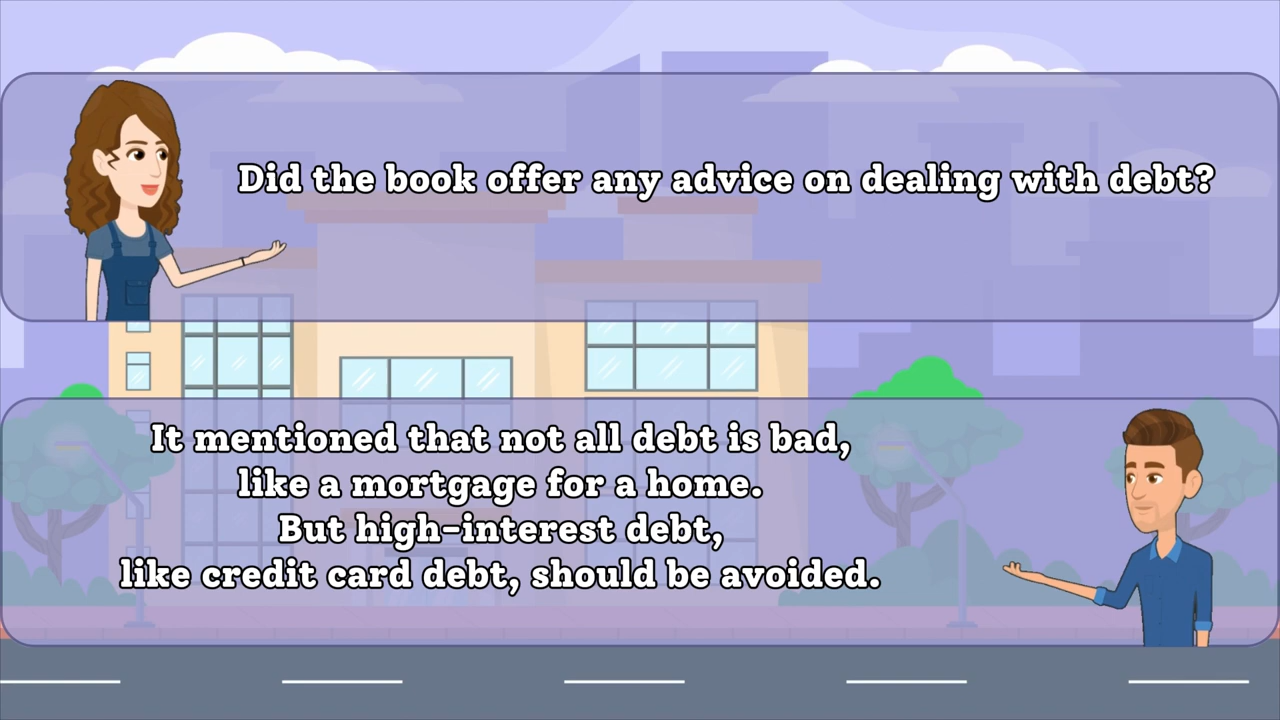 Did the book offer any advice on dealing with debt?
It mentioned that not all debt is bad,
like a mortgage for a home.
But high-interest debt,
like credit card debt, should be avoided.